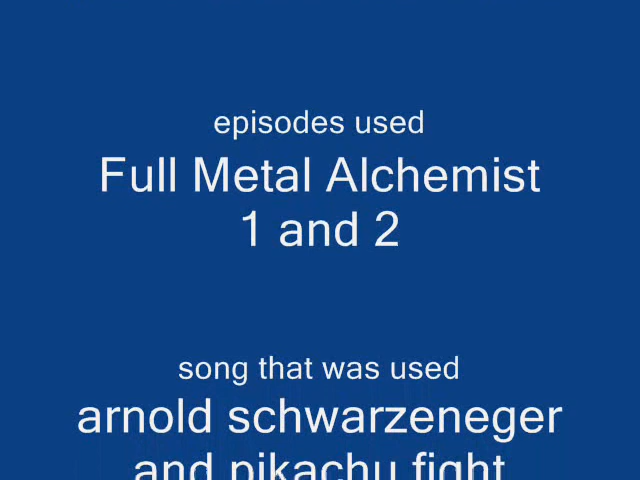 episodes used
Full Metal Alchemist
1 and 2
song that was used
arnold schwarzeneger
and pikachu fight